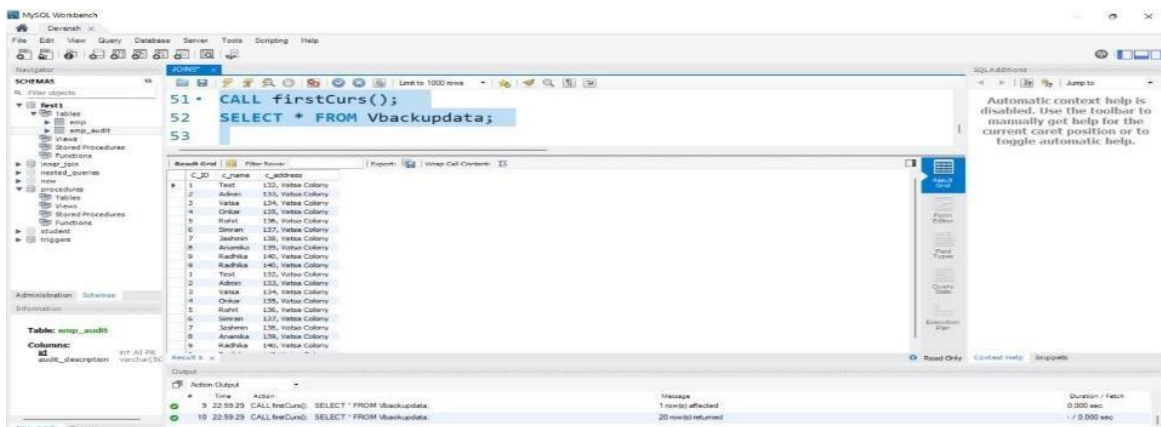 MySQL Workbench
Devansh
File Edit View Query Database Server Tools Scripting Help
Navigator
SCHEMAS
Filter objects
first1
Tables
emp
emp_audit
Views
Stored Procedures
Functions
inner_join
nested_queries
new
procedures
Tables
Views
Stored Procedures
Functions
student
triggers
Administration Schemas
Information
Table: emp_audit
Columns:
id int AI PK
audit_description
JOINS*
Limit to 1000 rows
51 CALL firstCurs();
52 SELECT * FROM Vbackupdata;
53
Result Grid Filter Rows: Export: Wrap Cell Content:
C_ID c_name c_address
1 Test 132, Vatsa Colony
2 Admin 133, Vatsa Colony
3 Vatsa 134, Vatsa Colony
4 Onkar 135, Vatsa Colony
5 Rohit 136, Vatsa Colony
6 Simran 137, Vatsa Colony
7 Jashmin 138, Vatsa Colony
8 Anamika 139, Vatsa Colony
9 Radhika 140, Vatsa Colony
9 Radhika 140, Vatsa Colony
1 Test 132, Vatsa Colony
2 Admin 133, Vatsa Colony
3 Vatsa 134, Vatsa Colony
4 Onkar 135, Vatsa Colony
5 Rohit 136, Vatsa Colony
6 Simran 137, Vatsa Colony
7 Jashmin 138, Vatsa Colony
8 Anamika 139, Vatsa Colony
9 Radhika 140, Vatsa Colony
Result Grid
Form Editor
Field Types
Query Stats
Execution Plan
Read Only
Output
Action Output
# Time Action Message Duration / Fetch
9 22:59:29 CALL firstCurs(); SELECT * FROM Vbackupdata; 1 row(s) affected 0.000 sec
10 22:59:29 CALL firstCurs(); SELECT * FROM Vbackupdata; 20 row(s) returned - / 0.000 sec
SQLAdditions
Jump to
Automatic context help is
disabled. Use the toolbar to
manually get help for the
current caret position or to
toggle automatic help.
Context Help Snippets